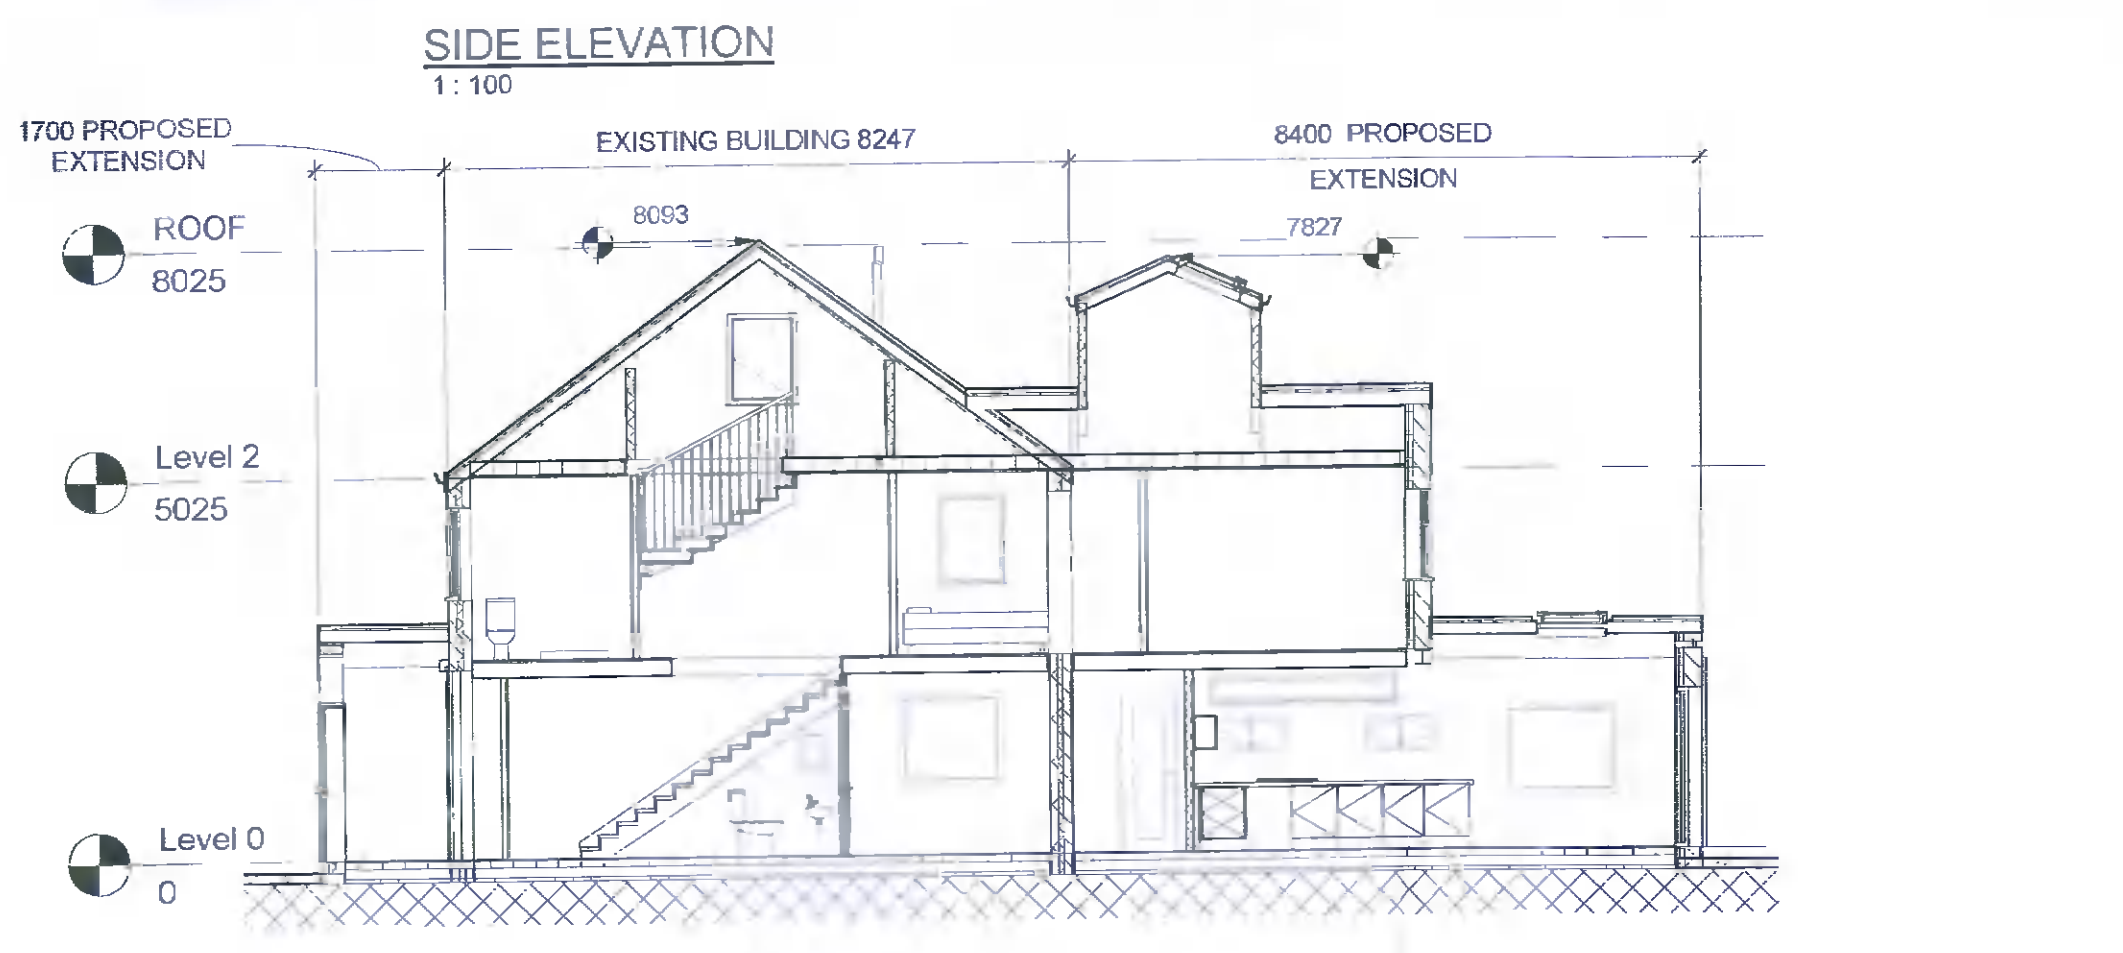 SIDE ELEVATION
1 : 100
1700 PROPOSED
EXTENSION
EXISTING BUILDING 8247
8400 PROPOSED
EXTENSION
ROOF
8025
8093
7827
Level 2
5025
Level 0
0